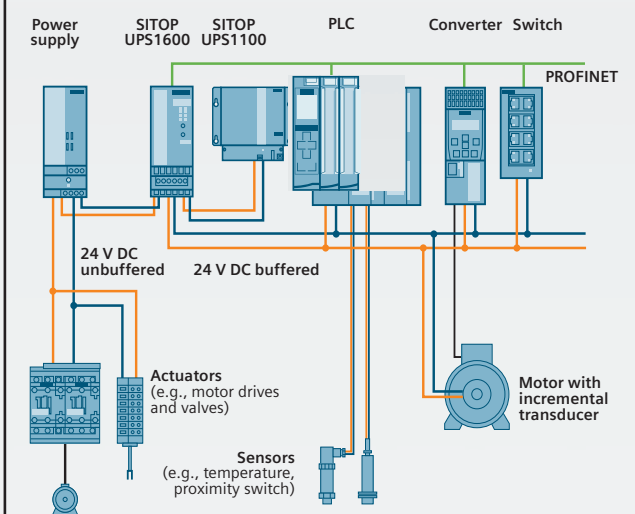 Power
supply
SITOP
UPS1600
SITOP
UPS1100
PLC
Converter
Switch
PROFINET
24 V DC
unbuffered
24 V DC buffered
Actuators
(e.g., motor drives
and valves)
Sensors
(e.g., temperature,
proximity switch)
Motor with
incremental
transducer